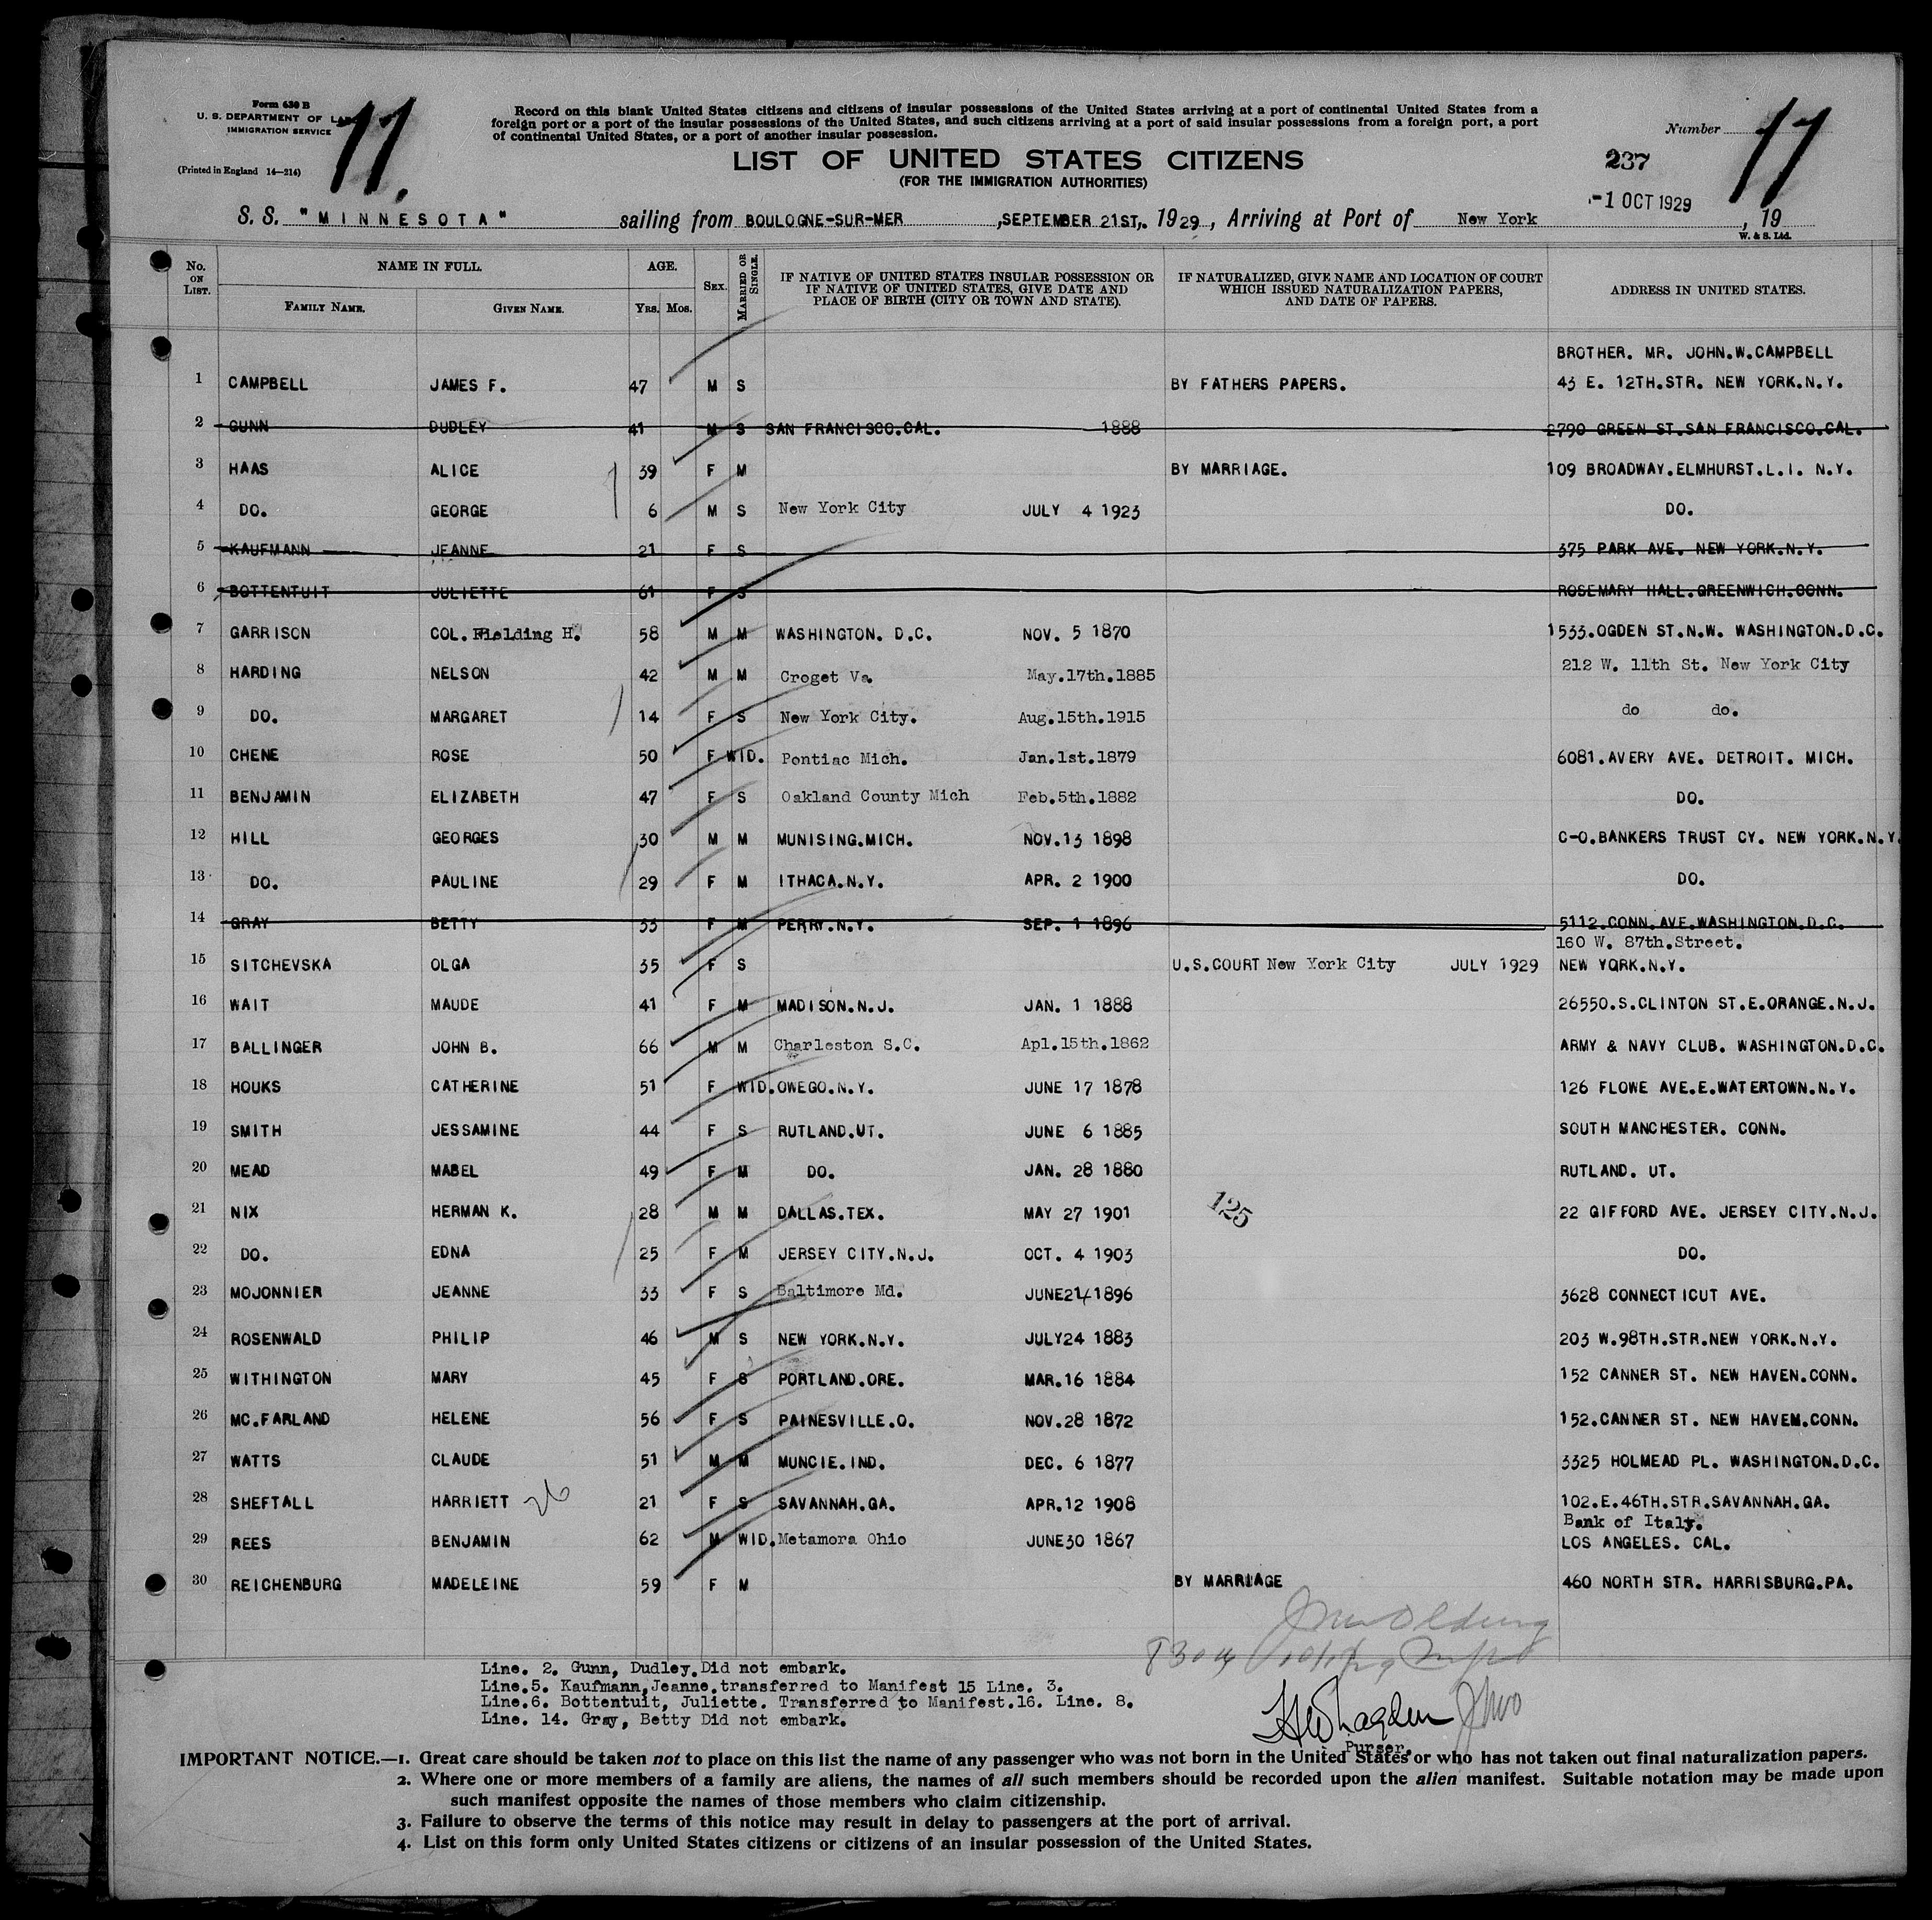 Form 630 B
U. S. DEPARTMENT OF LABOR
IMMIGRATION SERVICE
(Printed in England 14—214)
11.
Record on this blank United States citizens and citizens of insular possessions of the United States arriving at a port of continental United States from a
foreign port or a port of the insular possessions of the United States, and such citizens arriving at a port of said insular possessions from a foreign port, a port
of continental United States, or a port of another insular possession.
Number 11
LIST OF UNITED STATES CITIZENS
(FOR THE IMMIGRATION AUTHORITIES)
237
-1 OCT 1929
S. S. "MINNESOTA" sailing from BOULOGNE-SUR-MER ,SEPTEMBER 21ST,. 1929, Arriving at Port of New York , 19
W. & S. Ltd.
No. ON LIST. NAME IN FULL. AGE. SEX. MARRIED OR SINGLE. IF NATIVE OF UNITED STATES INSULAR POSSESSION OR IF NATIVE OF UNITED STATES, GIVE DATE AND PLACE OF BIRTH (CITY OR TOWN AND STATE). IF NATURALIZED, GIVE NAME AND LOCATION OF COURT WHICH ISSUED NATURALIZATION PAPERS, AND DATE OF PAPERS. ADDRESS IN UNITED STATES.
FAMILY NAME. GIVEN NAME. Yrs. Mos.
BROTHER. MR. JOHN.W.CAMPBELL
1 CAMPBELL JAMES F. 47 M S BY FATHERS PAPERS. 43 E. 12TH.STR. NEW YORK.N.Y.
2 GUNN DUDLEY 41 M S SAN FRANCISCO.CAL. 1888 2790 GREEN ST.SAN FRANCISCO.CAL.
3 HAAS ALICE 39 F M BY MARRIAGE. 109 BROADWAY.ELMHURST.L.I. N.Y.
4 DO. GEORGE 6 M S New York City JULY 4 1923 DO.
5 KAUFMANN JEANNE 21 F S 375 PARK AVE. NEW YORK.N.Y.
6 BOTTENTUIT JULIETTE 61 F S ROSEMARY HALL.GREENWICH.CONN.
7 GARRISON COL. Fielding H. 58 M M WASHINGTON. D.C. NOV. 5 1870 1533.OGDEN ST.N.W. WASHINGTON.D.C.
8 HARDING NELSON 42 M M Croget Va. May.17th.1885 212 W. 11th St. New York City
9 DO. MARGARET 14 F S New York City. Aug.15th.1915 do do.
10 CHENE ROSE 50 F WID. Pontiac Mich. Jan.1st.1879 6081.AVERY AVE. DETROIT. MICH.
11 BENJAMIN ELIZABETH 47 F S Oakland County Mich Feb.5th.1882 DO.
12 HILL GEORGES 30 M M MUNISING.MICH. NOV.13 1898 C-O.BANKERS TRUST CY. NEW YORK.N.Y.
13 DO. PAULINE 29 F M ITHACA.N.Y. APR. 2 1900 DO.
14 GRAY BETTY 33 F M PERRY.N.Y. SEP. 1 1896 5112.CONN.AVE.WASHINGTON.D.C.
160 W. 87th.Street.
15 SITCHEVSKA OLGA 35 F S U.S.COURT New York City JULY 1929 NEW YORK.N.Y.
16 WAIT MAUDE 41 F M MADISON.N.J. JAN. 1 1888 26550.S.CLINTON ST.E.ORANGE.N.J.
17 BALLINGER JOHN B. 66 M M Charleston S.C. Apl.15th.1862 ARMY & NAVY CLUB. WASHINGTON.D.C.
18 HOUKS CATHERINE 51 F WID. OWEGO.N.Y. JUNE 17 1878 126 FLOWE AVE.E.WATERTOWN.N.Y.
19 SMITH JESSAMINE 44 F S RUTLAND.UT. JUNE 6 1885 SOUTH MANCHESTER. CONN.
20 MEAD MABEL 49 F M DO. JAN. 28 1880 RUTLAND. UT.
21 NIX HERMAN K. 28 M M DALLAS.TEX. MAY 27 1901 125 22 GIFFORD AVE. JERSEY CITY.N.J.
22 DO. EDNA 25 F M JERSEY CITY.N.J. OCT. 4 1903 DO.
23 MOJONNIER JEANNE 33 F S Baltimore Md. JUNE24 1896 3628 CONNECTICUT AVE.
24 ROSENWALD PHILIP 46 M S NEW YORK.N.Y. JULY24 1883 203 W.98TH.STR.NEW YORK.N.Y.
25 WITHINGTON MARY 45 F S PORTLAND.ORE. MAR.16 1884 152 CANNER ST. NEW HAVEN.CONN.
26 MC.FARLAND HELENE 56 F S PAINESVILLE.O. NOV.28 1872 152.CANNER ST. NEW HAVEM.CONN.
27 WATTS CLAUDE 51 M M MUNCIE.IND. DEC. 6 1877 3325 HOLMEAD PL. WASHINGTON.D.C.
28 SHEFTALL HARRIETT 26 21 F S SAVANNAH.GA. APR.12 1908 102.E.46TH.STR.SAVANNAH.GA.
Bank of Italy.
29 REES BENJAMIN 62 M WID. Metamora Ohio JUNE30 1867 LOS ANGELES. CAL.
30 REICHENBURG MADELEINE 59 F M BY MARRIAGE 460 NORTH STR. HARRISBURG.PA.
Line. 2. Gunn, Dudley.Did not embark.
Line.5. Kaufmann,Jeanne.transferred to Manifest 15 Line. 3.
Line.6. Bottentuit, Juliette. Transferred to Manifest.16. Line. 8.
Line. 14. Gray, Betty Did not embark.
Purser.
IMPORTANT NOTICE.—1. Great care should be taken not to place on this list the name of any passenger who was not born in the United States or who has not taken out final naturalization papers.
2. Where one or more members of a family are aliens, the names of all such members should be recorded upon the alien manifest. Suitable notation may be made upon
such manifest opposite the names of those members who claim citizenship.
3. Failure to observe the terms of this notice may result in delay to passengers at the port of arrival.
4. List on this form only United States citizens or citizens of an insular possession of the United States.